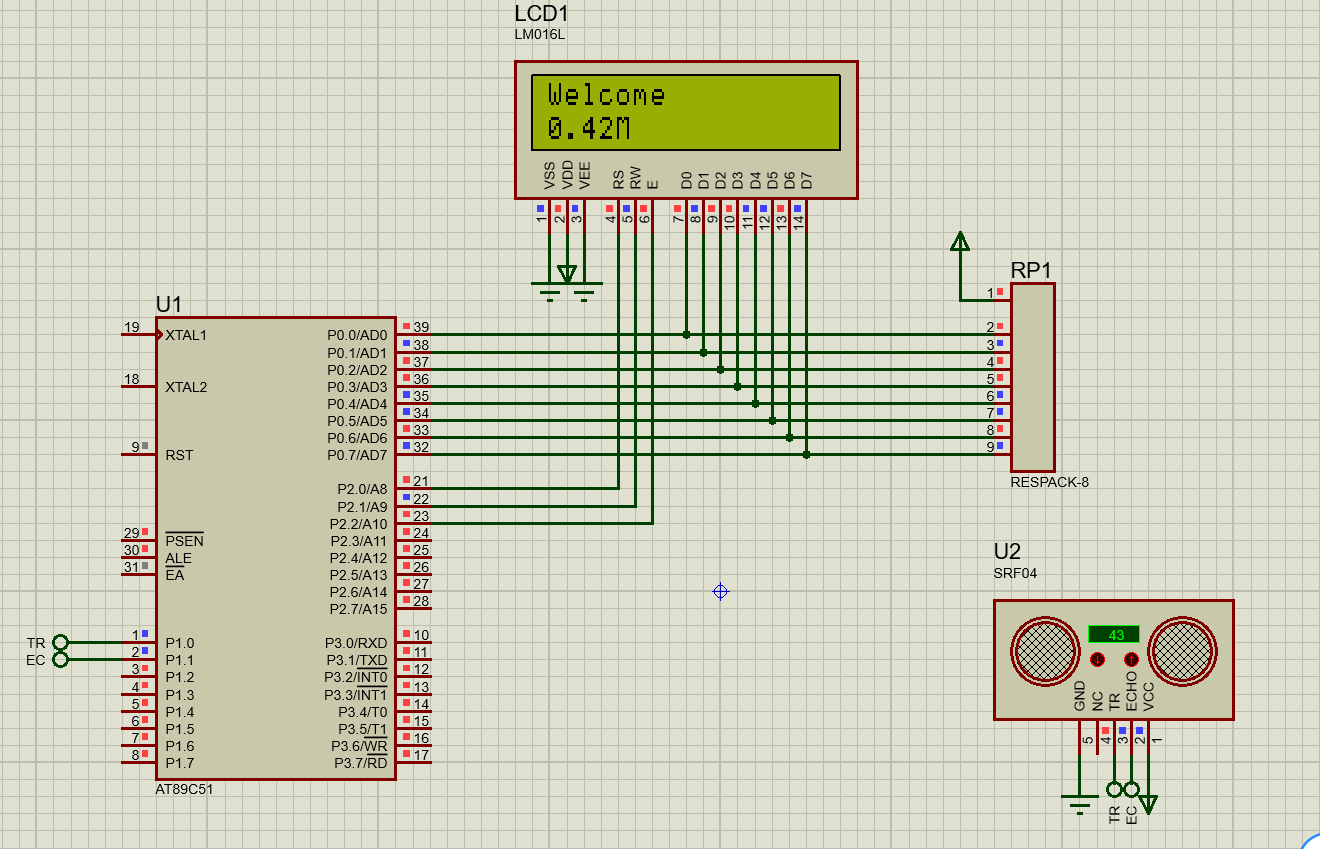 LCD1
LM016L
Welcome
0.42M
VSS VDD VEE RS RW E D0 D1 D2 D3 D4 D5 D6 D7
1 2 3 4 5 6 7 8 9 10 11 12 13 14
RP1
1
2
3
4
5
6
7
8
9
RESPACK-8
U1
19 XTAL1 P0.0/AD0 39
P0.1/AD1 38
P0.2/AD2 37
18 XTAL2 P0.3/AD3 36
P0.4/AD4 35
P0.5/AD5 34
P0.6/AD6 33
9 RST P0.7/AD7 32
P2.0/A8 21
P2.1/A9 22
P2.2/A10 23
29 PSEN P2.3/A11 24
30 ALE P2.4/A12 25
31 EA P2.5/A13 26
P2.6/A14 27
P2.7/A15 28
TR 1 P1.0 P3.0/RXD 10
EC 2 P1.1 P3.1/TXD 11
3 P1.2 P3.2/INT0 12
4 P1.3 P3.3/INT1 13
5 P1.4 P3.4/T0 14
6 P1.5 P3.5/T1 15
7 P1.6 P3.6/WR 16
8 P1.7 P3.7/RD 17
AT89C51
U2
SRF04
43
GND NC TR ECHO VCC
5 4 3 2 1
TR EC